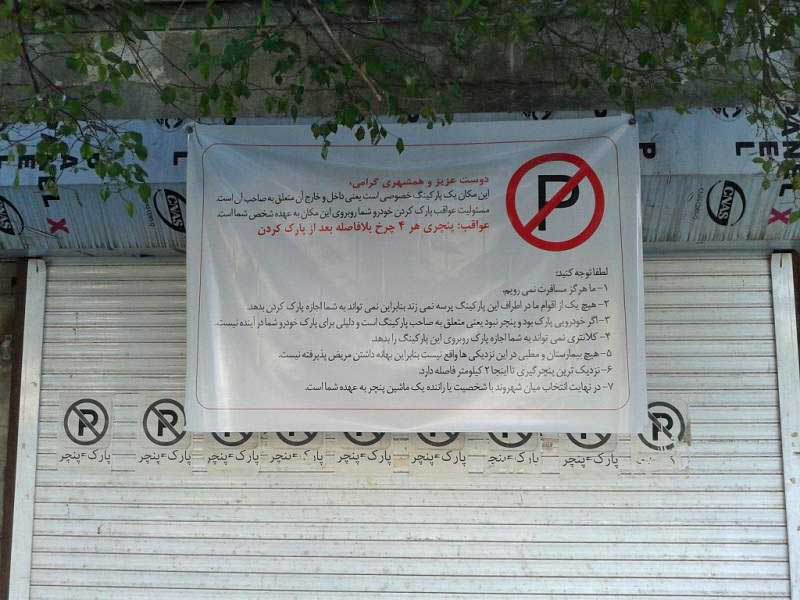 PANEL X
CNAS
PANEL X
CNAS
P
دوست عزیز و همشهری گرامی،
این مکان یک پارکینگ خصوصی است یعنی داخل و خارج آن متعلق به صاحب آن است.
مسئولیت عواقب پارک کردن خودرو شما روبروی این مکان به عهده شخص شما است.
عواقب: پنچری هر ۴ چرخ بلافاصله بعد از پارک کردن
لطفا توجه کنید:
۱- ما هرگز مسافرت نمی رویم.
۲- هیچ یک از اقوام ما در اطراف این پارکینگ پرسه نمی زند بنابراین نمی تواند به شما اجازه پارک کردن بدهد.
۳- اگر خودرویی پارک بود و پنچر نبود یعنی متعلق به صاحب پارکینگ است و دلیلی برای پارک خودرو شما در آینده نیست.
۴- کلانتری نمی تواند به شما اجازه پارک روبروی این پارکینگ را بدهد.
۵- هیچ بیمارستان و مطبی در این نزدیکی ها واقع نیست بنابراین بهانه داشتن مریض پذیرفته نیست.
۶- نزدیک ترین پنچرگیری تا اینجا ۲ کیلومتر فاصله دارد.
۷- در نهایت انتخاب میان شهروند با شخصیت یا راننده یک ماشین پنچر به عهده شما است.
P P P P P P P P P
پارک=پنچر پارک=پنچر پارک=پنچر پارک=پنچر پارک=پنچر پارک=پنچر پارک=پنچر پارک=پنچر